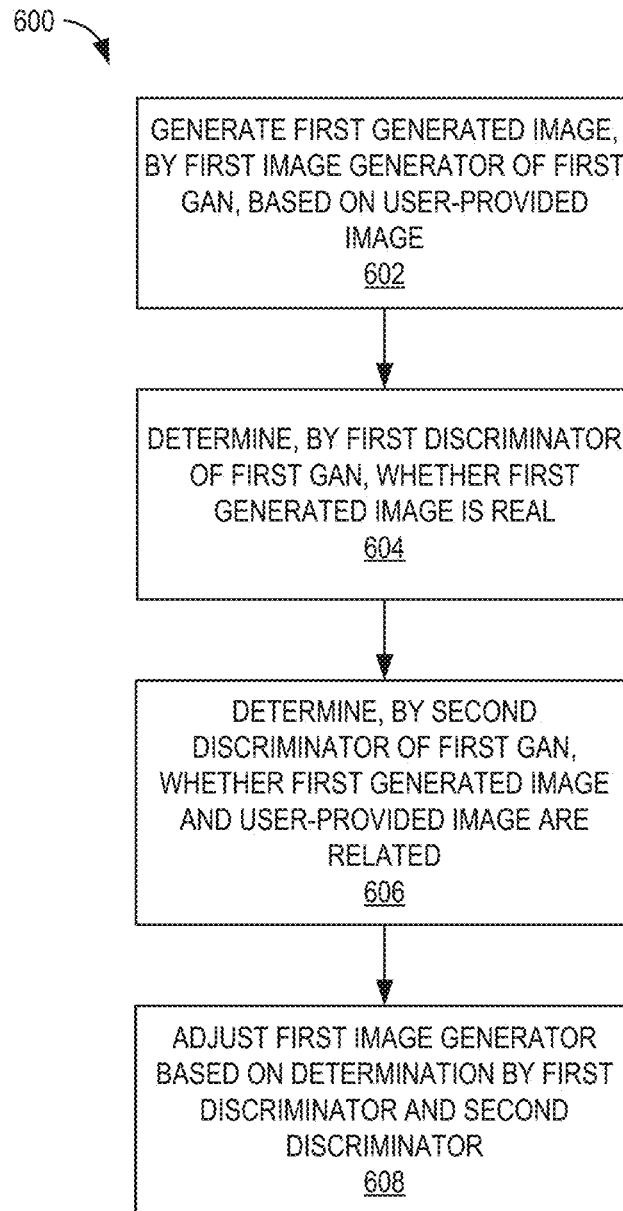 600
GENERATE FIRST GENERATED IMAGE,
BY FIRST IMAGE GENERATOR OF FIRST
GAN, BASED ON USER-PROVIDED
IMAGE
602
DETERMINE, BY FIRST DISCRIMINATOR
OF FIRST GAN, WHETHER FIRST
GENERATED IMAGE IS REAL
604
DETERMINE, BY SECOND
DISCRIMINATOR OF FIRST GAN,
WHETHER FIRST GENERATED IMAGE
AND USER-PROVIDED IMAGE ARE
RELATED
606
ADJUST FIRST IMAGE GENERATOR
BASED ON DETERMINATION BY FIRST
DISCRIMINATOR AND SECOND
DISCRIMINATOR
608